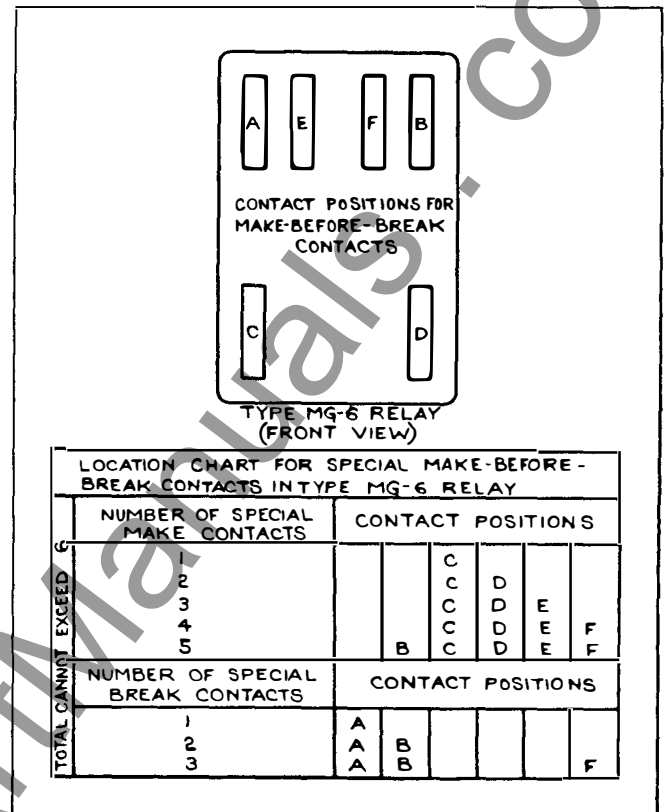 A E F B
CONTACT POSITIONS FOR
MAKE-BEFORE-BREAK
CONTACTS
C D
TYPE MG-6 RELAY
(FRONT VIEW)
LOCATION CHART FOR SPECIAL MAKE-BEFORE-
BREAK CONTACTS IN TYPE MG-6 RELAY
TOTAL CANNOT EXCEED 6
NUMBER OF SPECIAL
MAKE CONTACTS
CONTACT POSITIONS
1 C
2 C D
3 C D E
4 C D E F
5 B C D E F
NUMBER OF SPECIAL
BREAK CONTACTS
CONTACT POSITIONS
1 A
2 A B
3 A B F